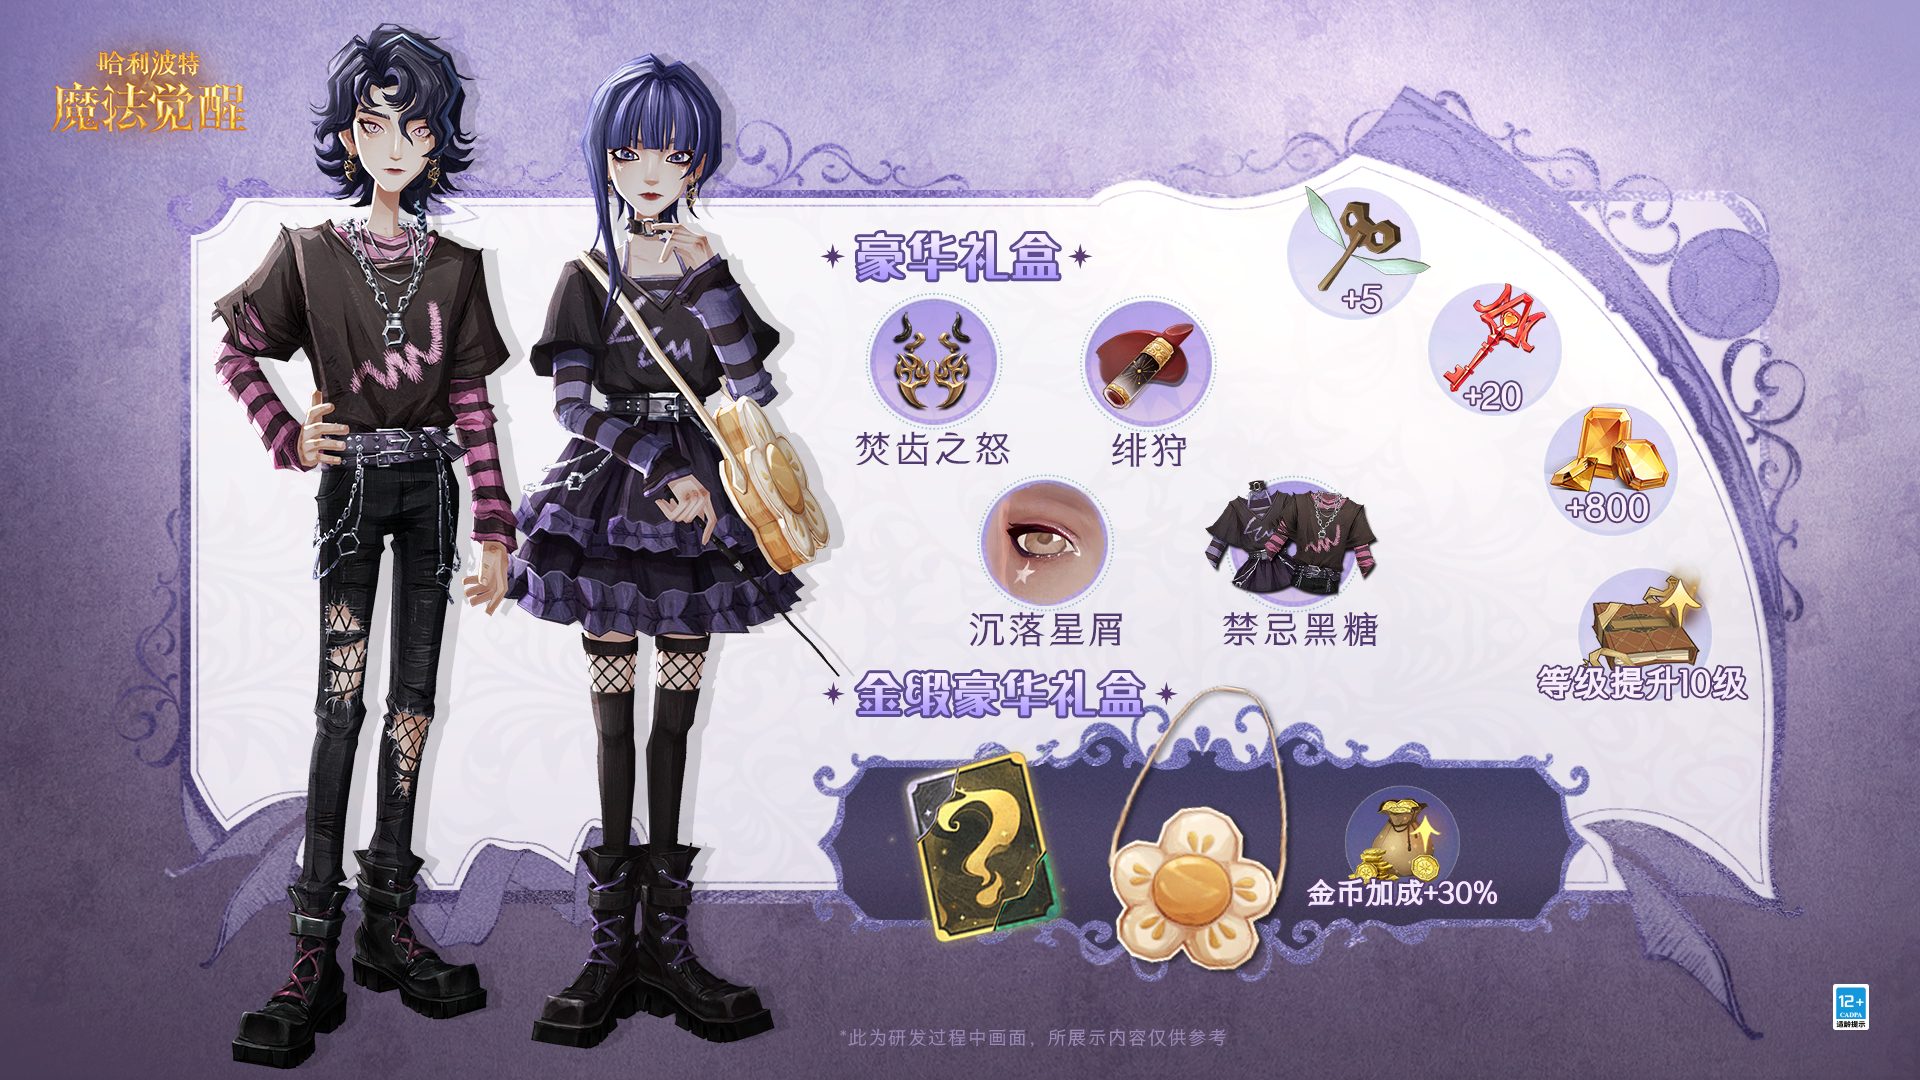 哈利波特
魔法觉醒
豪华礼盒
焚齿之怒
绯狩
沉落星屑
禁忌黑糖
+5
+20
+800
等级提升10级
金缎豪华礼盒
金币加成+30%
*此为研发过程中画面，所展示内容仅供参考
12+
CADPA
适龄提示